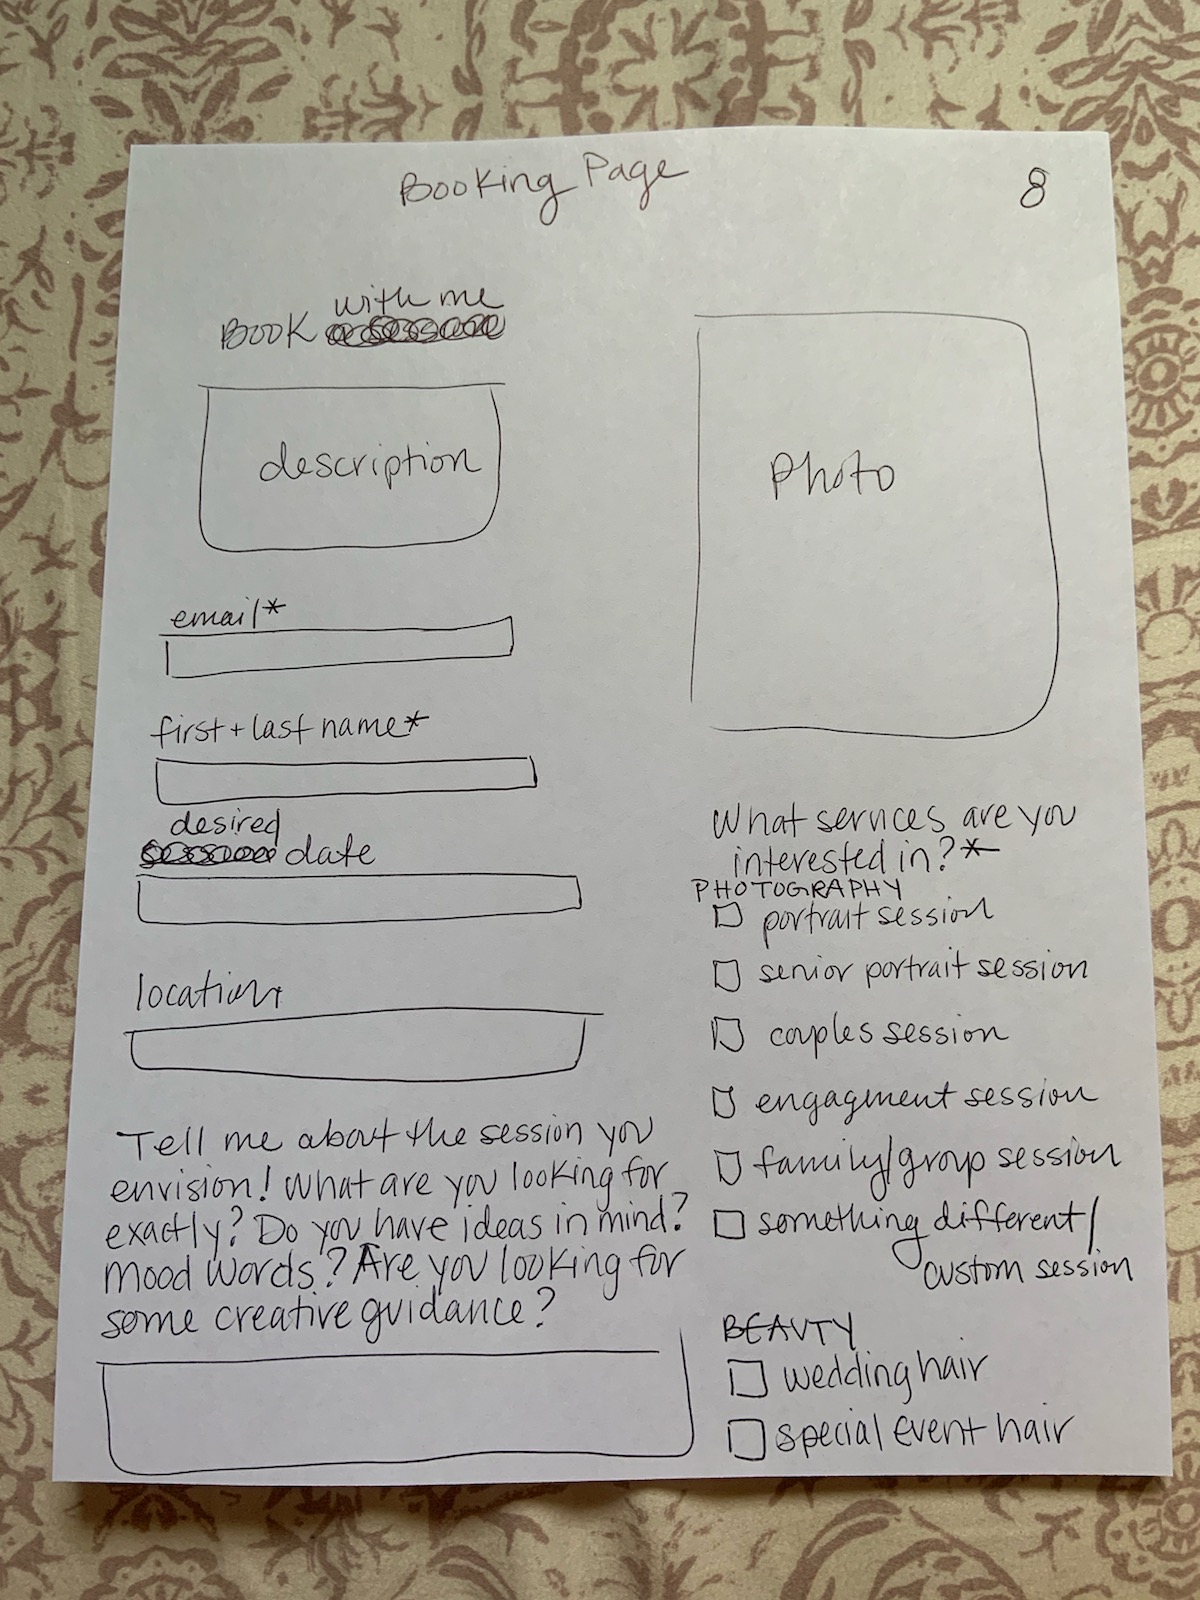 Booking Page
8
with me
BOOK
description
Photo
email*
first + last name*
desired
date
location
Tell me about the session you
envision! What are you looking for
exactly? Do you have ideas in mind?
mood words? Are you looking for
some creative guidance?
What services are you
interested in?*
PHOTOGRAPHY
portrait session
senior portrait session
couples session
engagment session
family/group session
something different/
custom session
BEAUTY
wedding hair
special event hair